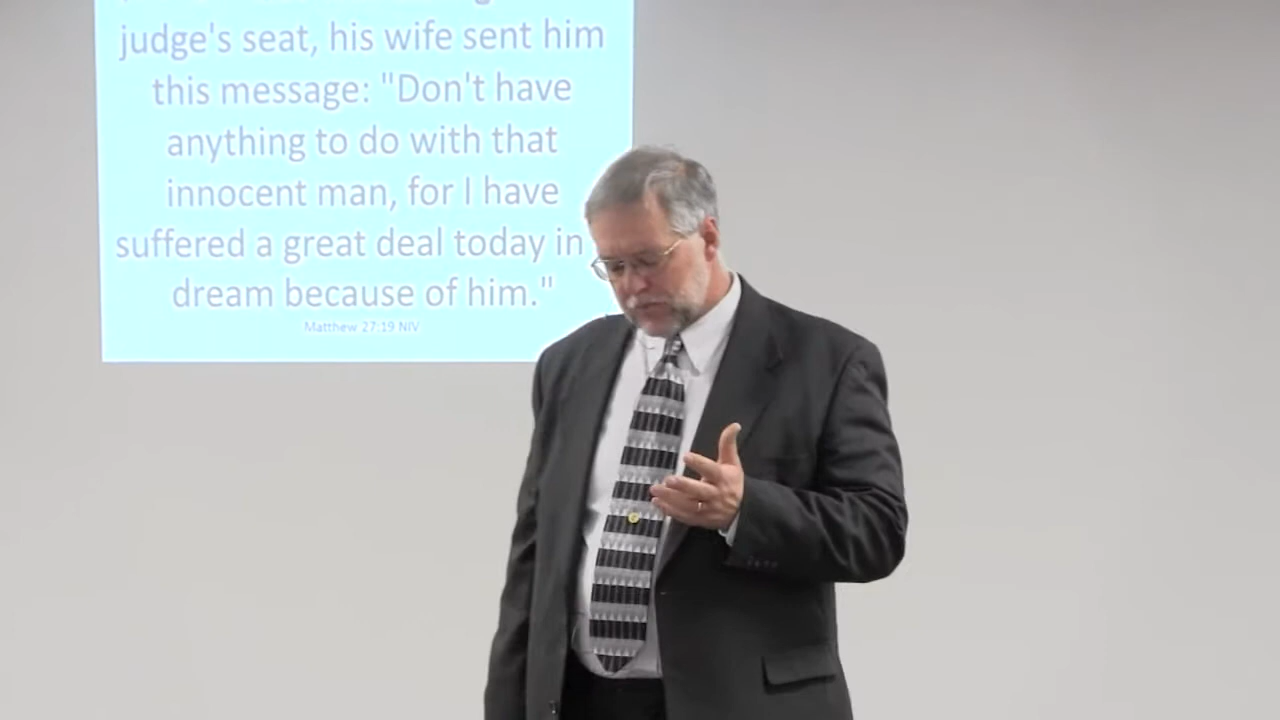 judge's seat, his wife sent him
this message: "Don't have
anything to do with that
innocent man, for I have
suffered a great deal today in
dream because of him."
Matthew 27:19 NIV